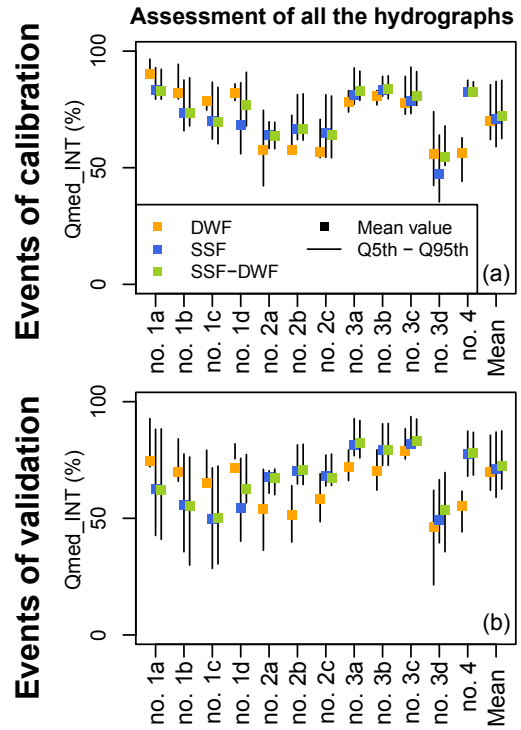 Assessment of all the hydrographs
Events of calibration
Qmed_INT (%)
100
50
0
DWF
SSF
SSF−DWF
Mean value
Q5th − Q95th
(a)
no. 1a
no. 1b
no. 1c
no. 1d
no. 2a
no. 2b
no. 2c
no. 3a
no. 3b
no. 3c
no. 3d
no. 4
Mean
Events of validation
Qmed_INT (%)
100
50
0
(b)
no. 1a
no. 1b
no. 1c
no. 1d
no. 2a
no. 2b
no. 2c
no. 3a
no. 3b
no. 3c
no. 3d
no. 4
Mean